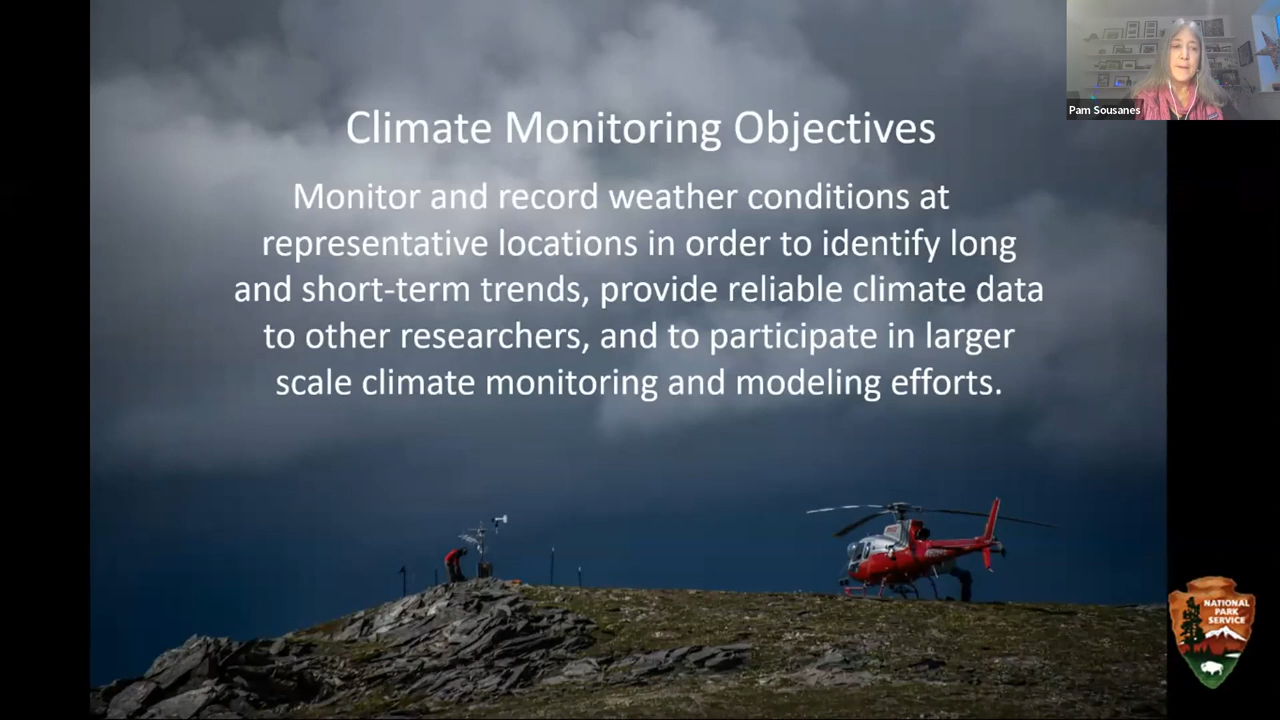 Climate Monitoring Objectives
Monitor and record weather conditions at
representative locations in order to identify long
and short-term trends, provide reliable climate data
to other researchers, and to participate in larger
scale climate monitoring and modeling efforts.
Pam Sousanes
NATIONAL
PARK
SERVICE